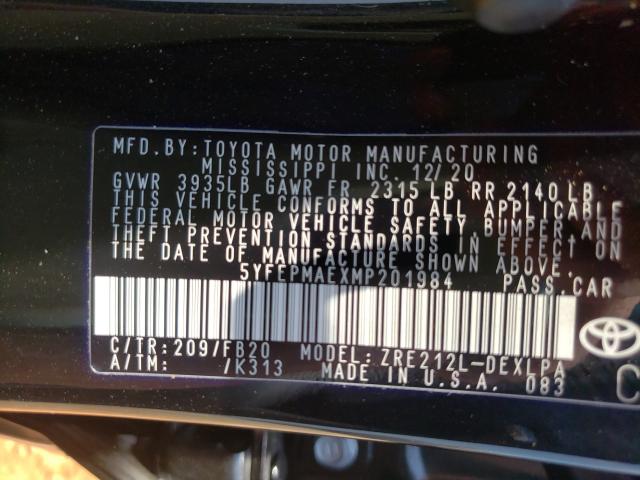 MFD. BY: TOYOTA MOTOR MANUFACTURING
MISSISSIPPI INC. 12/20
GVWR 3935LB GAWR FR 2315 LB RR 2140 LB
THIS VEHICLE CONFORMS TO ALL APPLICABLE
FEDERAL MOTOR VEHICLE SAFETY, BUMPER AND
THEFT PREVENTION STANDARDS IN EFFECT ON
THE DATE OF MANUFACTURE SHOWN ABOVE.
5YFEPMAEXMP201984 PASS.CAR
C/TR: 209/FB20 MODEL: ZRE212L-DEXLPA
A/TM: /K313 MADE IN U.S.A. 083
C